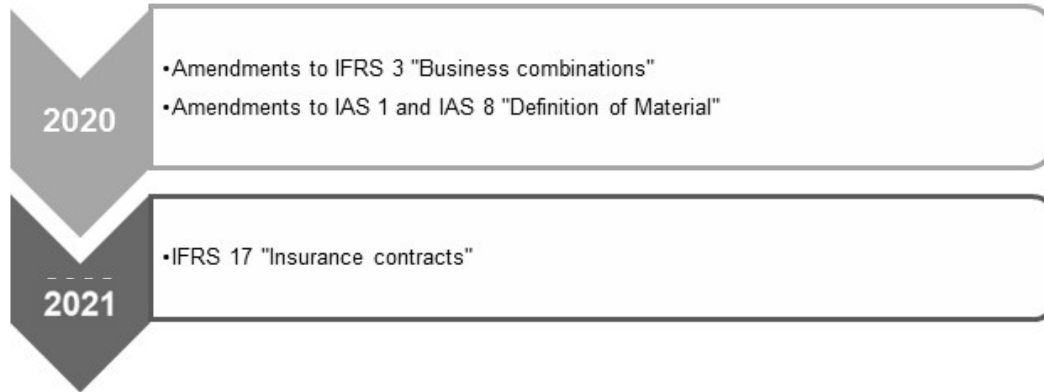 2020
•Amendments to IFRS 3 "Business combinations"
•Amendments to IAS 1 and IAS 8 "Definition of Material"
2021
•IFRS 17 "Insurance contracts"